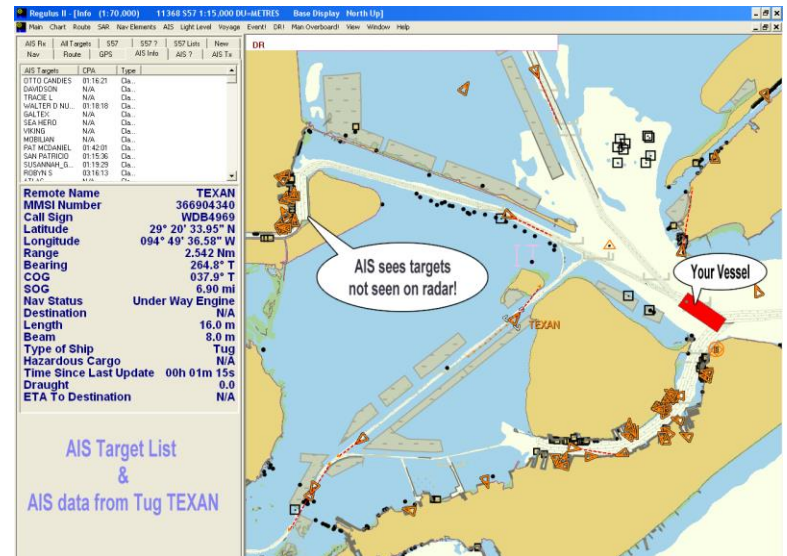 Regulus II - [Info (1:70,000) 11368 S57 1:15,000 DU=METRES Base Display North Up]
Main Chart Route SAR Nav Elements AIS Light Level Voyage Event! DR! Man Overboard! View Window Help
AIS Rx All Targets S57 S57 ? S57 Lists New
Nav Route GPS AIS Info AIS ? AIS Tx
AIS Targets CPA Type
OTTO CANDIES 01:16:21 Cla...
DAVIDSON N/A Cla...
TRACIE L N/A Cla...
WALTER D NU... 01:18:18 Cla...
GALTEX N/A Cla...
SEA HERO N/A Cla...
VIKING N/A Cla...
MOBILIAN N/A Cla...
PAT MCDANIEL 01:42:01 Cla...
SAN PATRICIO 01:15:36 Cla...
SUSANNAH_G... 01:19:29 Cla...
ROBYN S 03:16:13 Cla...
Remote Name TEXAN
MMSI Number 366904340
Call Sign WDB4969
Latitude 29° 20' 33.95" N
Longitude 094° 49' 36.58" W
Range 2.542 Nm
Bearing 264.8° T
COG 037.9° T
SOG 6.90 mi
Nav Status Under Way Engine
Destination N/A
Length 16.0 m
Beam 8.0 m
Type of Ship Tug
Hazardous Cargo N/A
Time Since Last Update 00h 01m 15s
Draught 0.0
ETA To Destination N/A
AIS Target List
&
AIS data from Tug TEXAN
DR
AIS sees targets
not seen on radar!
Your Vessel
TEXAN